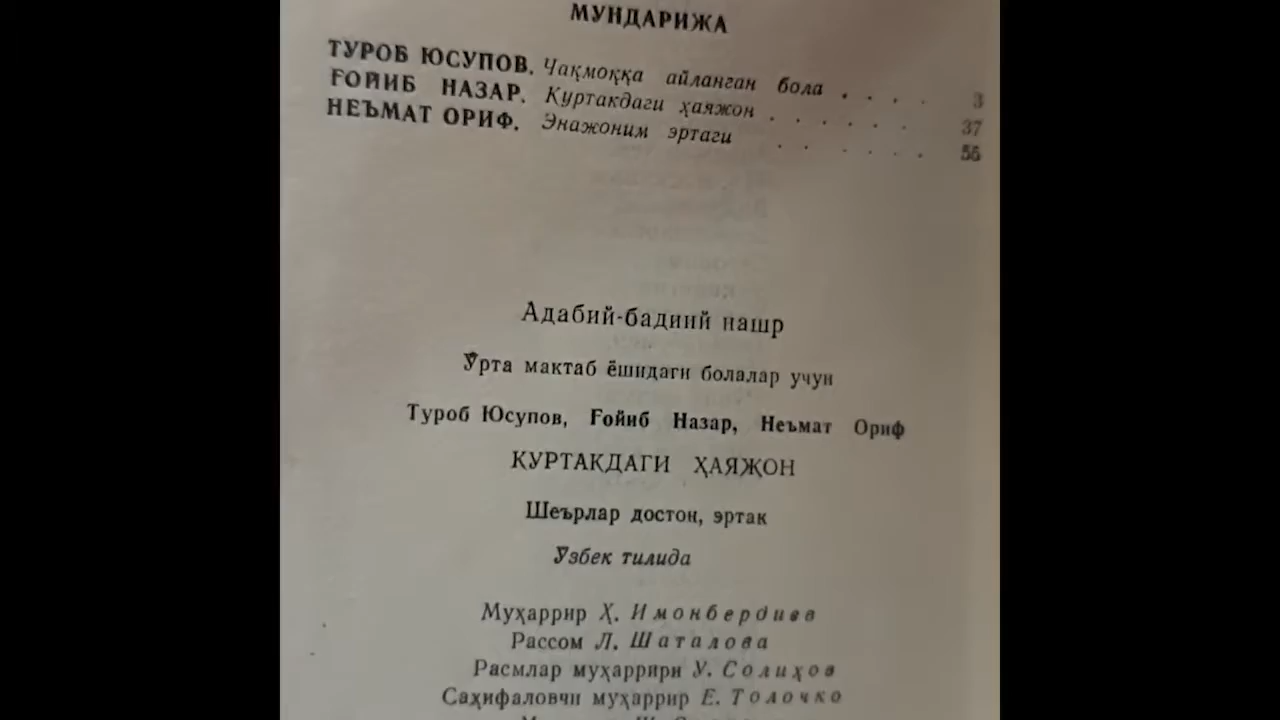 МУНДАРИЖА
ТУРОБ ЮСУПОВ. Чақмоққа айланган бола . . . . 3
ҒОЙИБ НАЗАР. Куртакдаги ҳаяжон . . . . . . 37
НЕЪМАТ ОРИФ. Энажоним эртаги . . . . . . 55
Адабий-бадиий нашр
Ўрта мактаб ёшидаги болалар учун
Туроб Юсупов, Ғойиб Назар, Неъмат Ориф
КУРТАКДАГИ ҲАЯЖОН
Шеърлар достон, эртак
Ўзбек тилида
Муҳаррир Ҳ. Имонбердиев
Рассом Л. Шаталова
Расмлар муҳаррири У. Солиҳов
Саҳифаловчи муҳаррир Е. Толочко